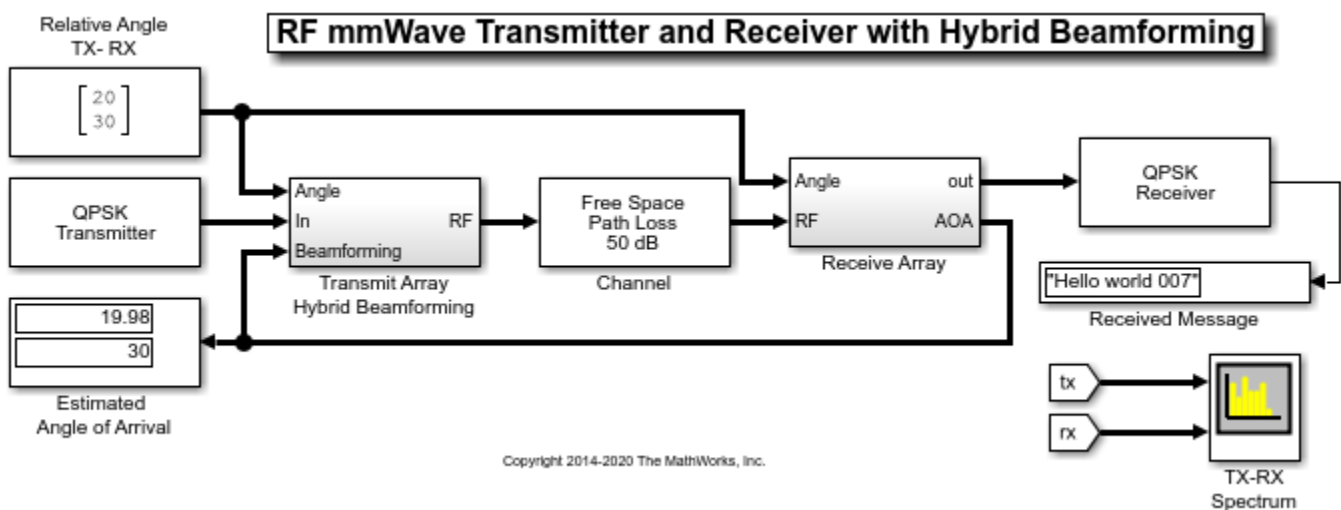 RF mmWave Transmitter and Receiver with Hybrid Beamforming
Relative Angle
TX- RX
20
30
QPSK
Transmitter
Angle
In
Beamforming
RF
Transmit Array
Hybrid Beamforming
Free Space
Path Loss
50 dB
Channel
Angle
RF
out
AOA
Receive Array
QPSK
Receiver
"Hello world 007"
Received Message
19.98
30
Estimated
Angle of Arrival
tx
rx
TX-RX
Spectrum
Copyright 2014-2020 The MathWorks, Inc.